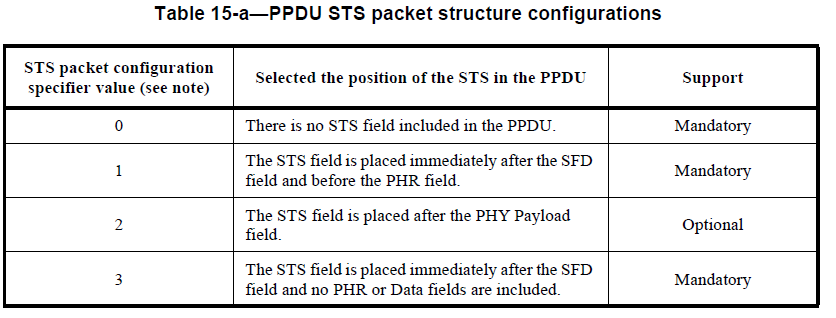 Table 15-a—PPDU STS packet structure configurations
STS packet configuration
specifier value (see note)
Selected the position of the STS in the PPDU
Support
0
There is no STS field included in the PPDU.
Mandatory
1
The STS field is placed immediately after the SFD
field and before the PHR field.
Mandatory
2
The STS field is placed after the PHY Payload
field.
Optional
3
The STS field is placed immediately after the SFD
field and no PHR or Data fields are included.
Mandatory